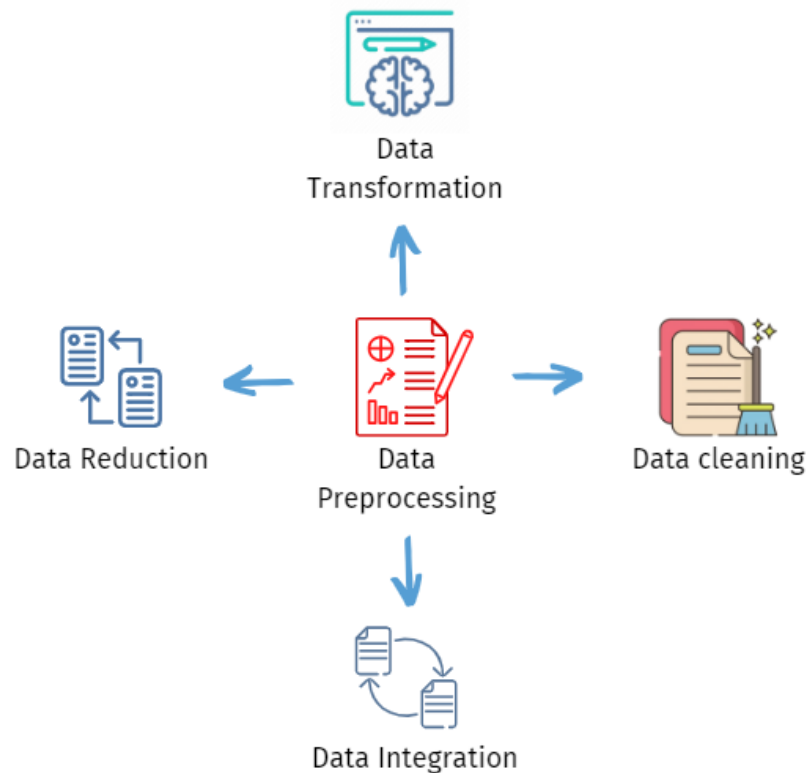 Data
Transformation
Data Reduction
Data
Preprocessing
Data cleaning
Data Integration